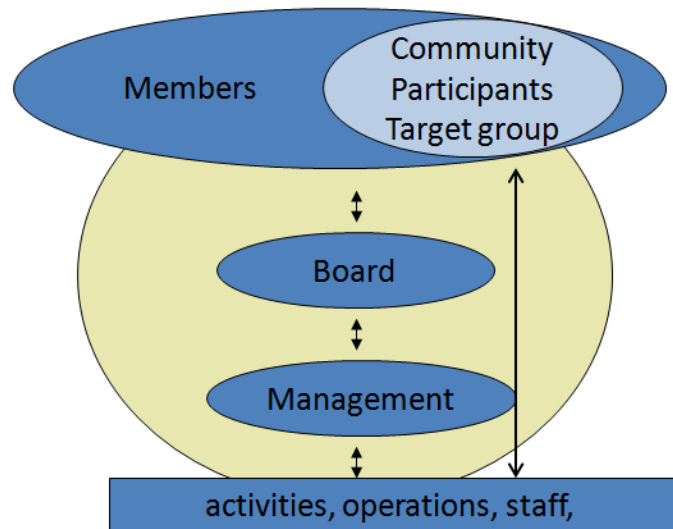 Members
Community
Participants
Target group
Board
Management
activities, operations, staff,